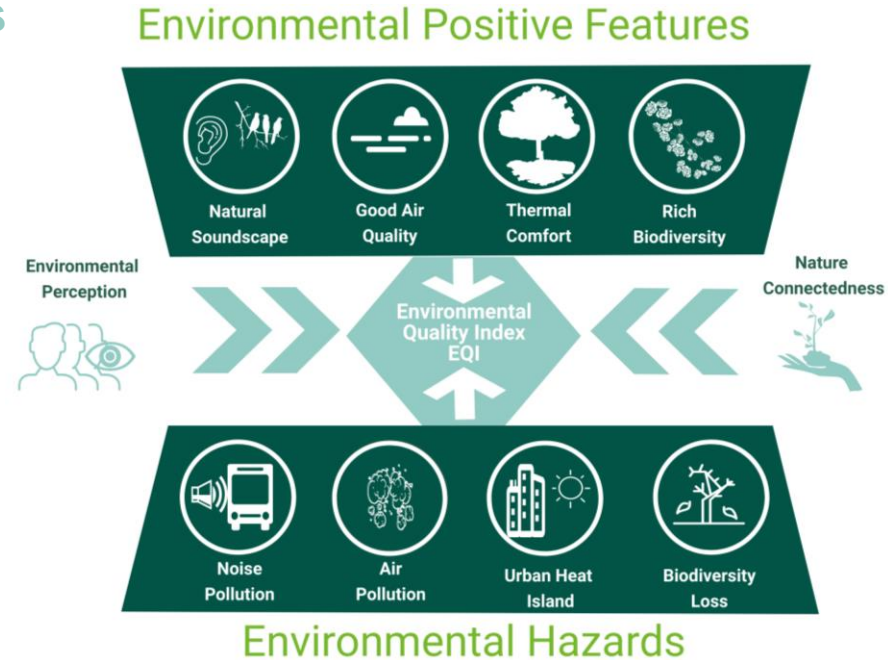 s
Environmental Positive Features
Natural
Soundscape
Good Air
Quality
Thermal
Comfort
Rich
Biodiversity
Environmental
Perception
Environmental
Quality Index
EQI
Nature
Connectedness
Noise
Pollution
Air
Pollution
Urban Heat
Island
Biodiversity
Loss
Environmental Hazards